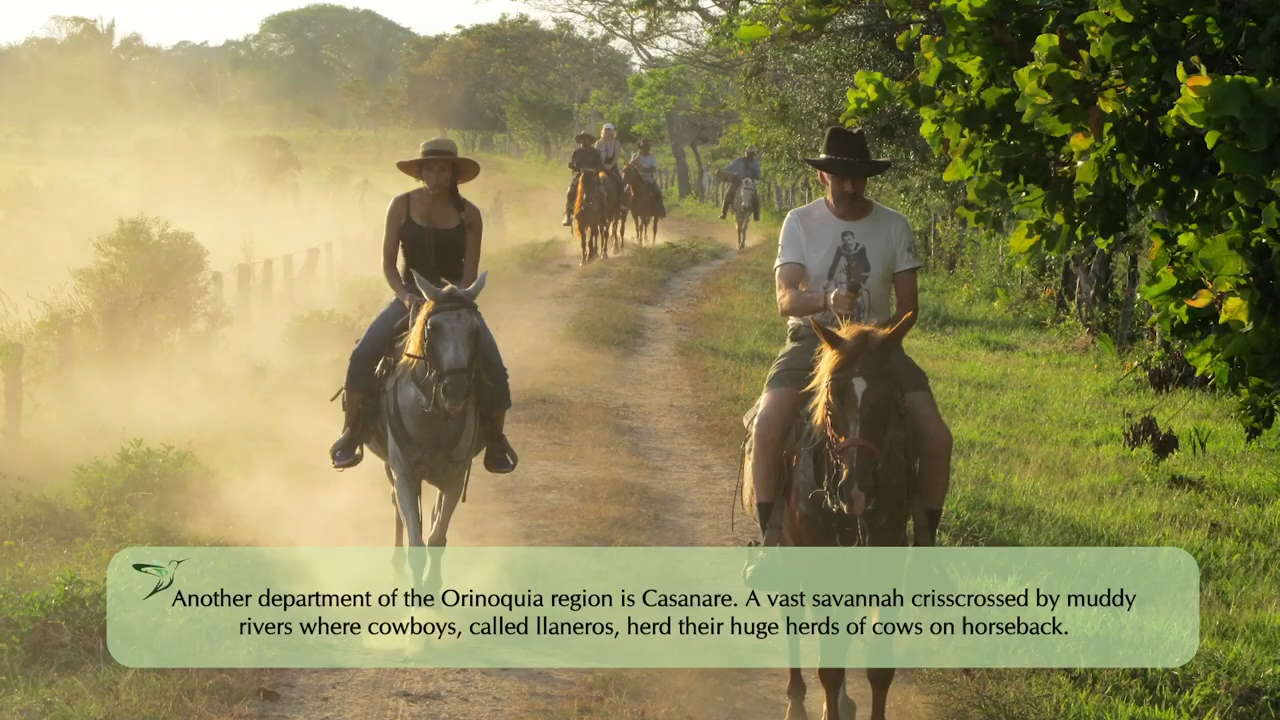 Another department of the Orinoquia region is Casanare. A vast savannah crisscrossed by muddy
rivers where cowboys, called llaneros, herd their huge herds of cows on horseback.